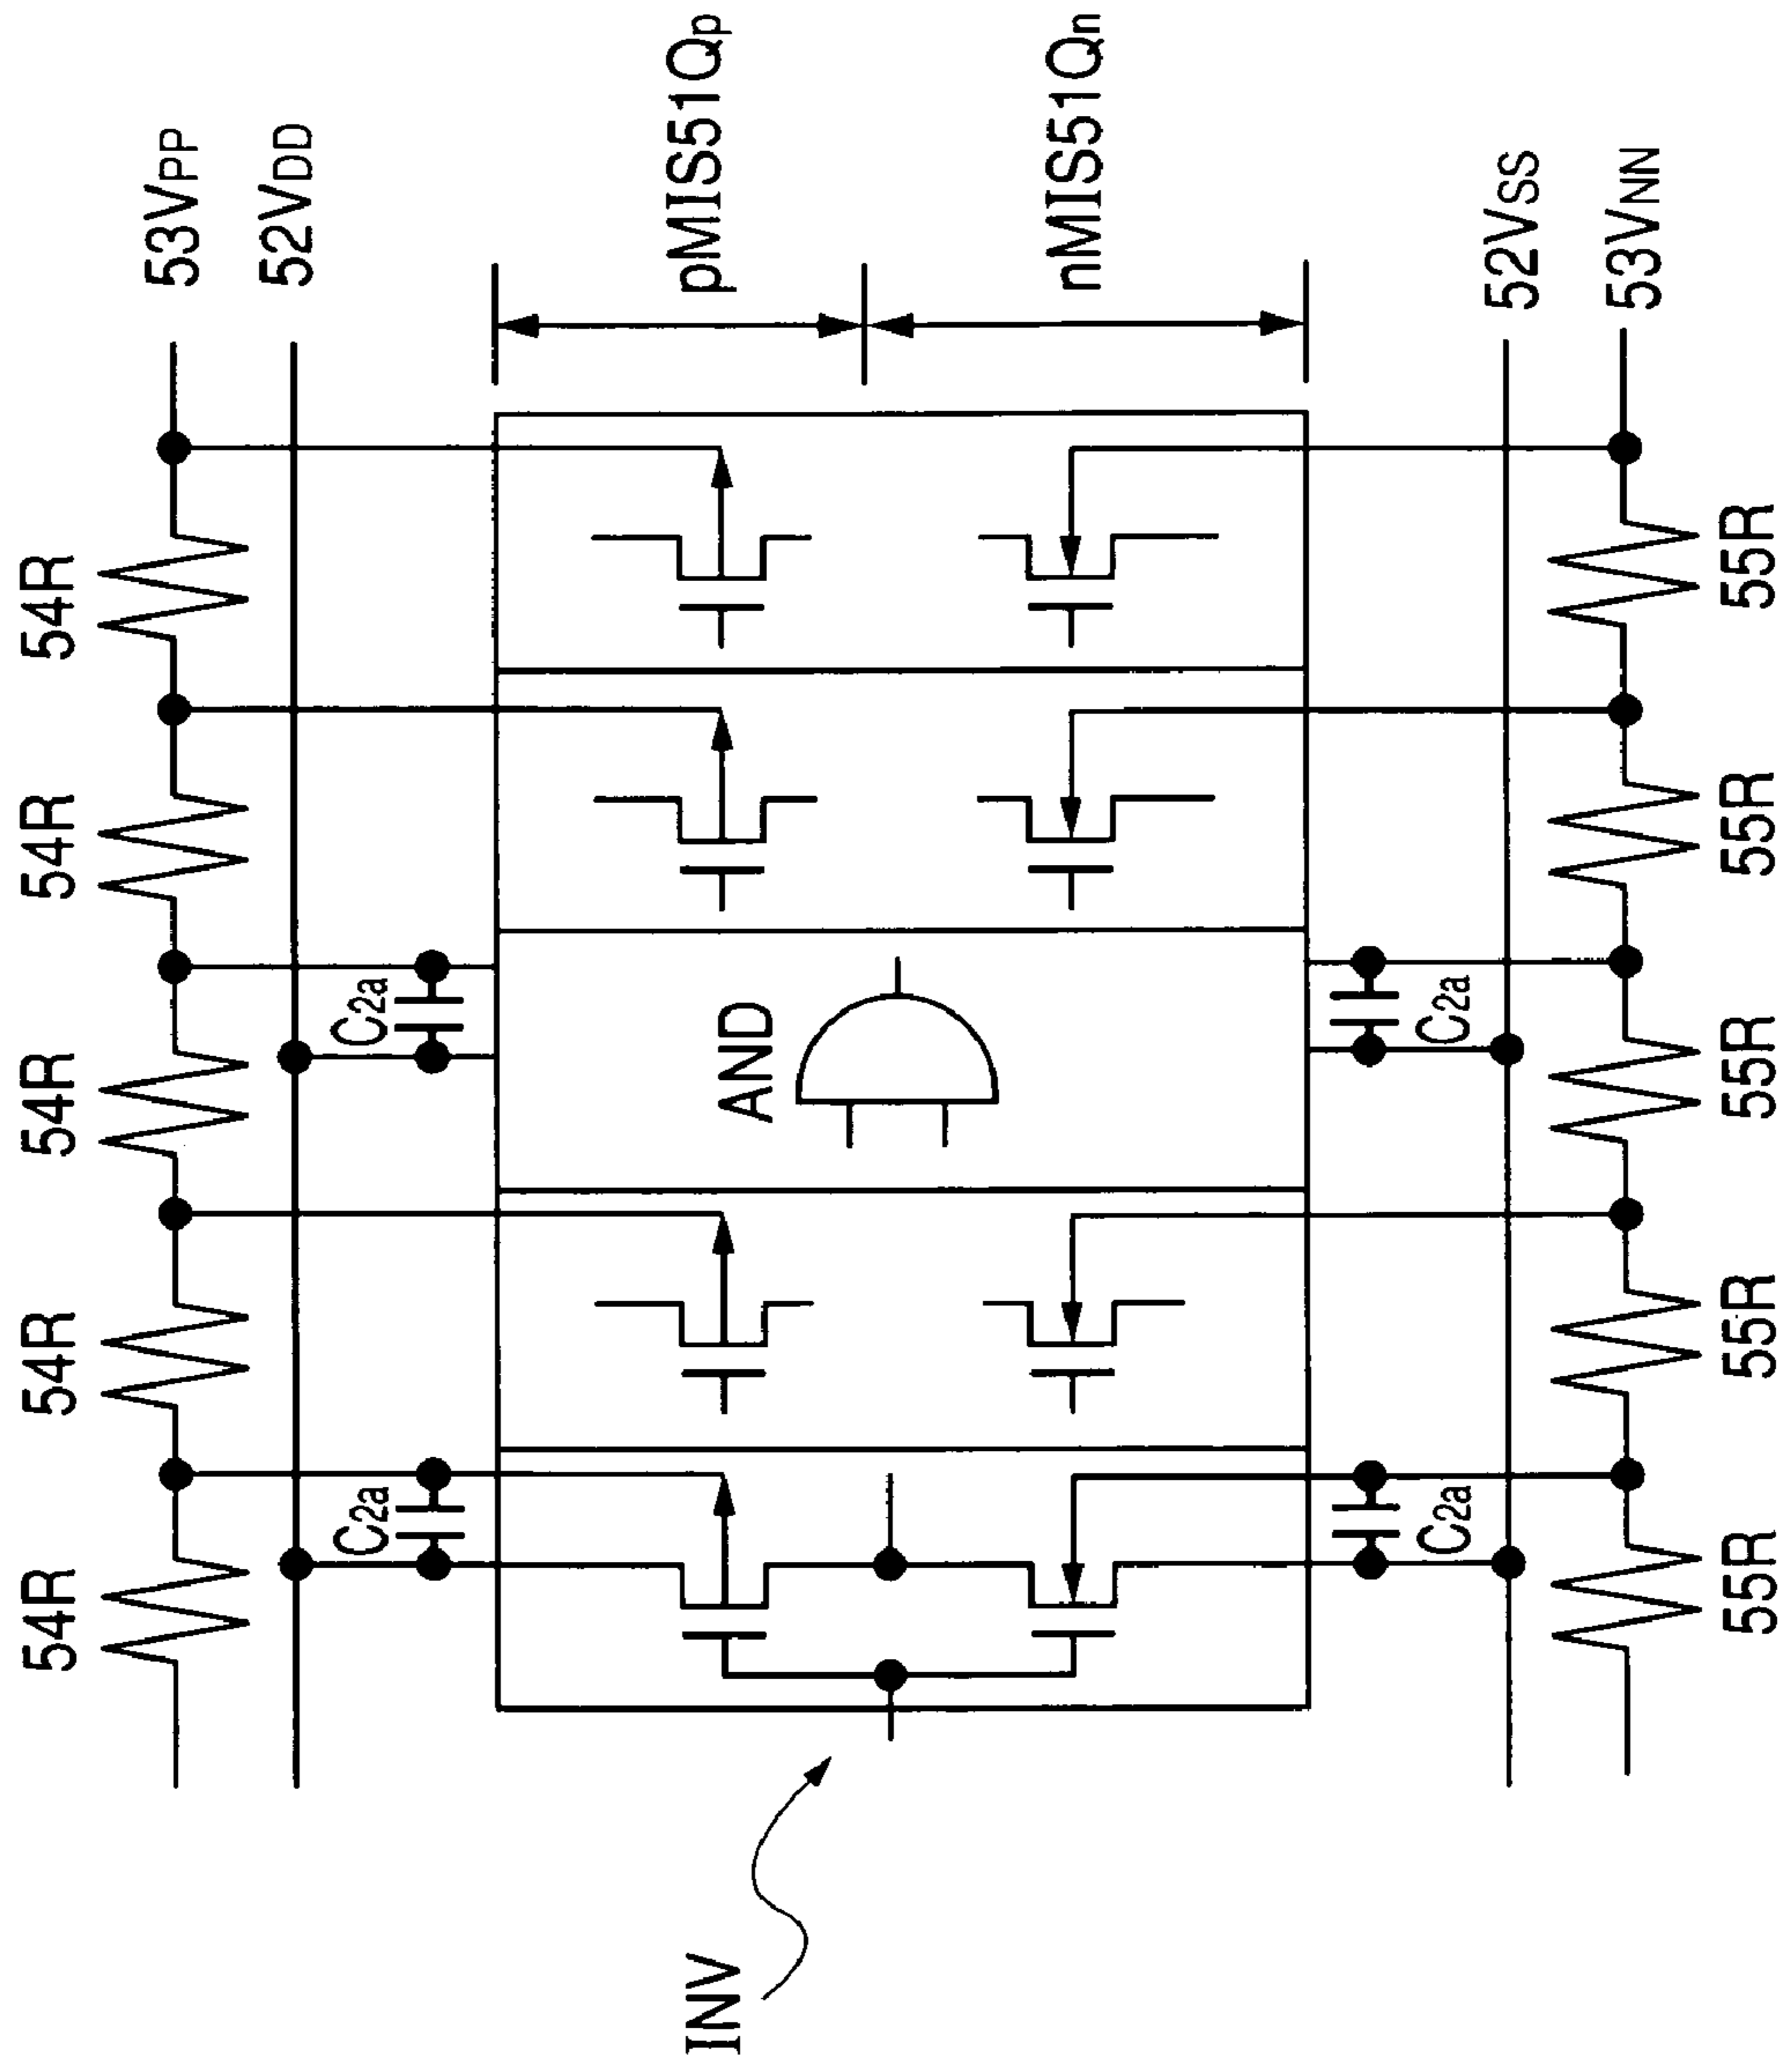 54R 54R 54R 54R 54R
53VPP
52VDD
C2a C2a
pMIS51Qp
AND
INV
nMIS51Qn
C2a C2a
52VSS
53VNN
55R 55R 55R 55R 55R